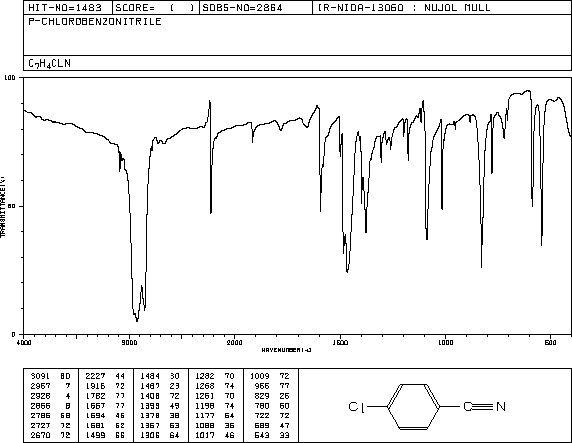 HIT-NO=1483 SCORE= ( ) SDBS-NO=2864 IR-NIDA-13060 : NUJOL MULL
P-CHLOROBENZONITRILE
C7H4CLN
100
50
0
TRANSMITTANCE(%)
4000 3000 2000 1500 1000 500
WAVENUMBER(-1)
3091 80 2227 44 1484 30 1282 70 1009 72
2957 7 1916 72 1467 23 1268 74 956 77
2926 4 1782 77 1408 72 1261 70 829 26
2866 8 1667 77 1399 49 1198 74 780 60
2786 68 1694 46 1378 38 1177 64 722 72
2727 72 1681 62 1367 63 1088 36 689 47
2670 72 1499 66 1306 64 1017 46 543 33
Cl C N